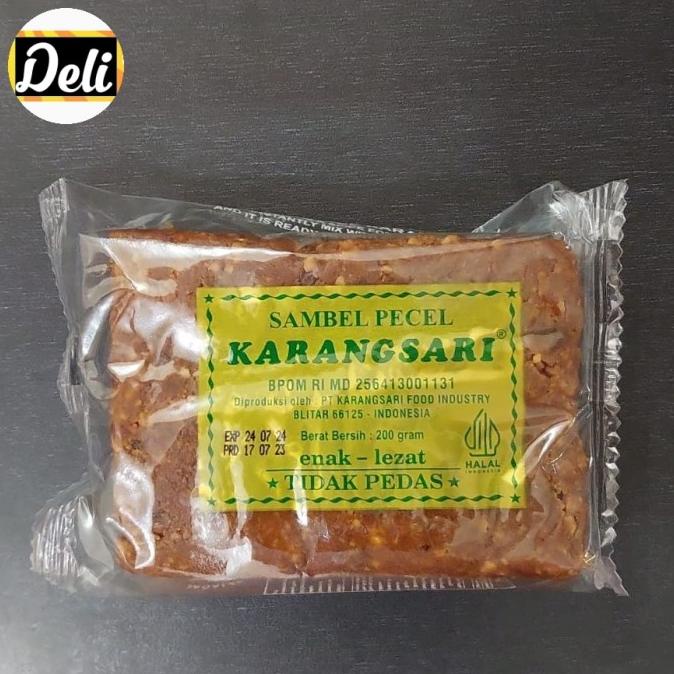 Deli
SAMBEL PECEL
KARANGSARI®
BPOM RI MD 256413001131
Diproduksi oleh : PT KARANGSARI FOOD INDUSTRY
BLITAR 66125 - INDONESIA
EXP 24 07 24
PRD 17 07 23
Berat Bersih : 200 gram
HALAL
INDONESIA
enak – lezat
★ TIDAK PEDAS ★